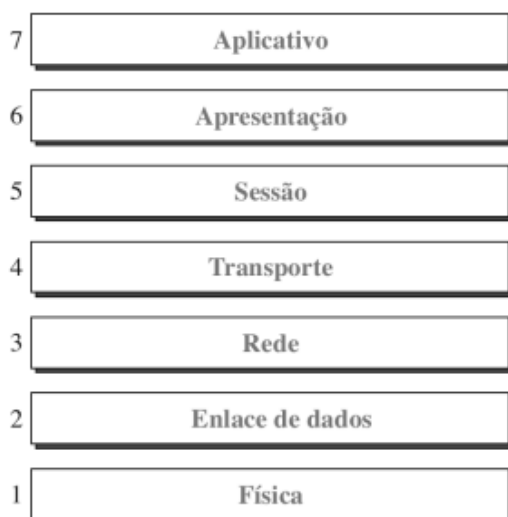 7 Aplicativo
6 Apresentação
5 Sessão
4 Transporte
3 Rede
2 Enlace de dados
1 Física